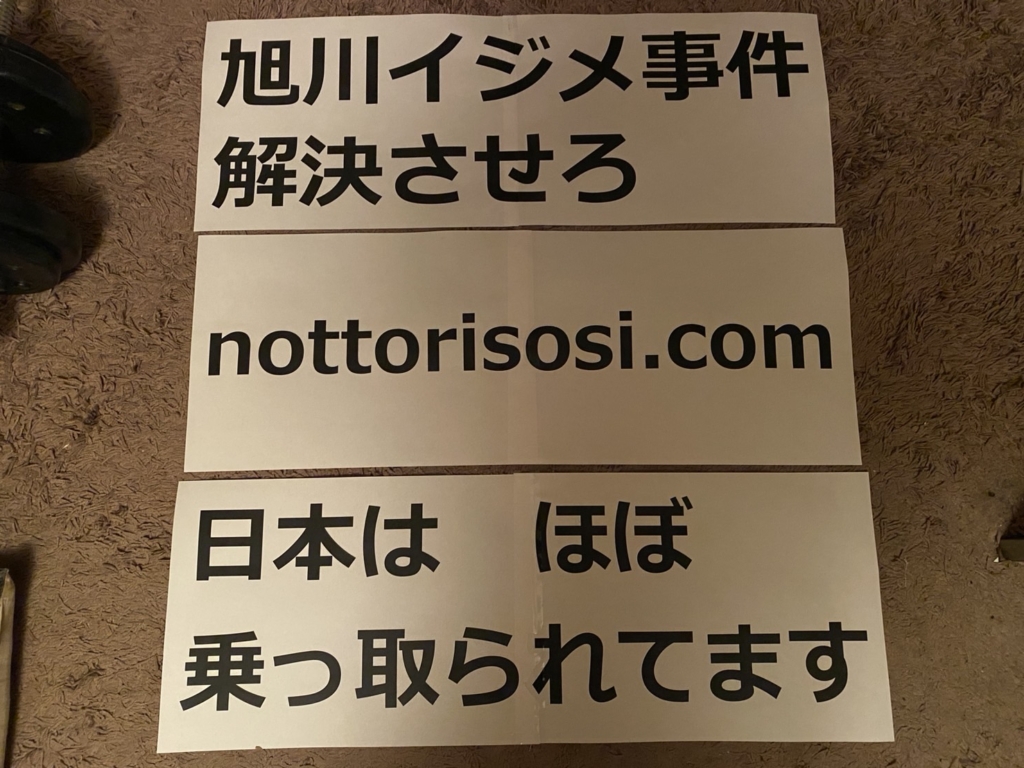 旭川イジメ事件
解決させろ
nottorisosi.com
日本は　ほぼ
乗っ取られてます